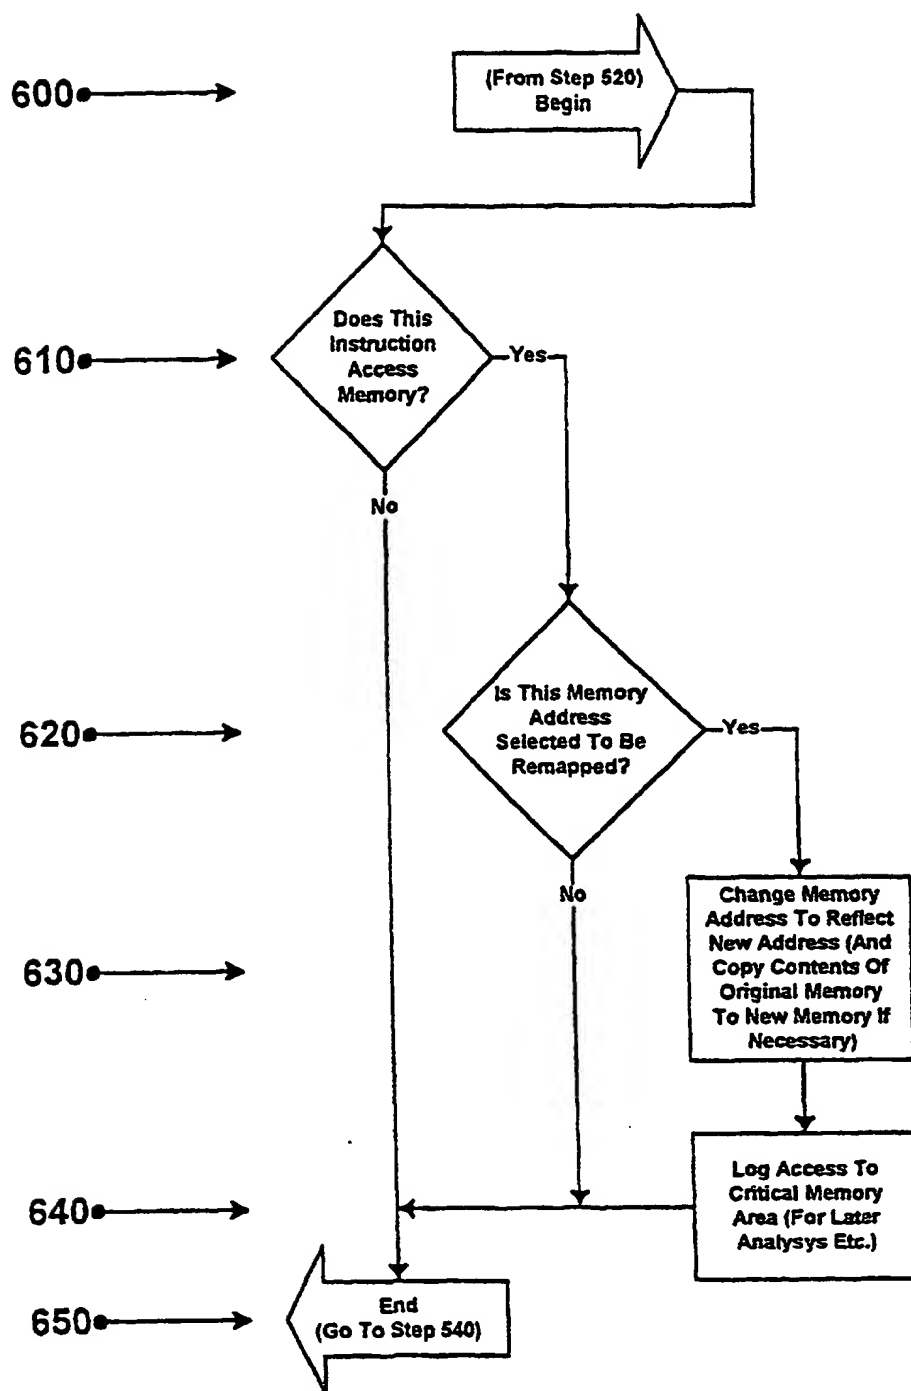 600
(From Step 520)
Begin
610
Does This
Instruction
Access
Memory?
Yes
No
620
Is This Memory
Address
Selected To Be
Remapped?
Yes
No
630
Change Memory
Address To Reflect
New Address (And
Copy Contents Of
Original Memory
To New Memory If
Necessary)
640
Log Access To
Critical Memory
Area (For Later
Analysys Etc.)
650
End
(Go To Step 540)